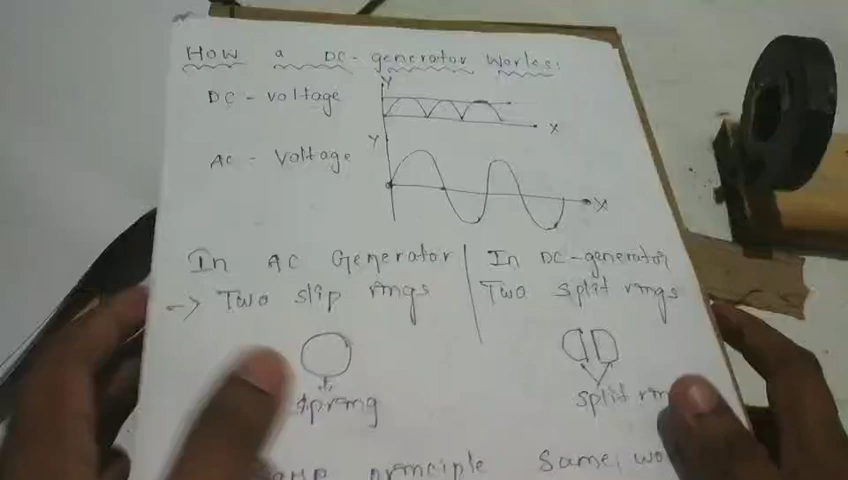 How a DC-generator Works:
DC - voltage
Y
X
AC - Voltage
Y
X
In AC Generator
-> Two slip rings
In DC-generator
Two split rings
split
principle same,